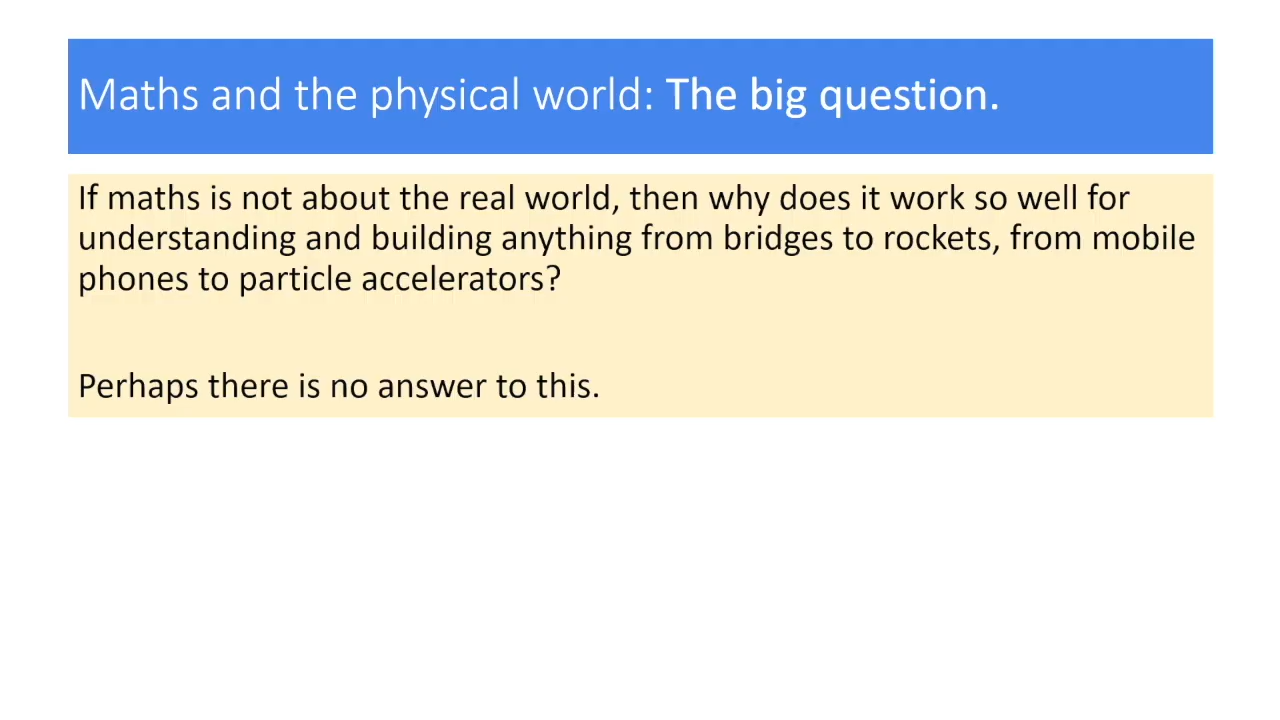 Maths and the physical world: The big question.
If maths is not about the real world, then why does it work so well for
understanding and building anything from bridges to rockets, from mobile
phones to particle accelerators?
Perhaps there is no answer to this.